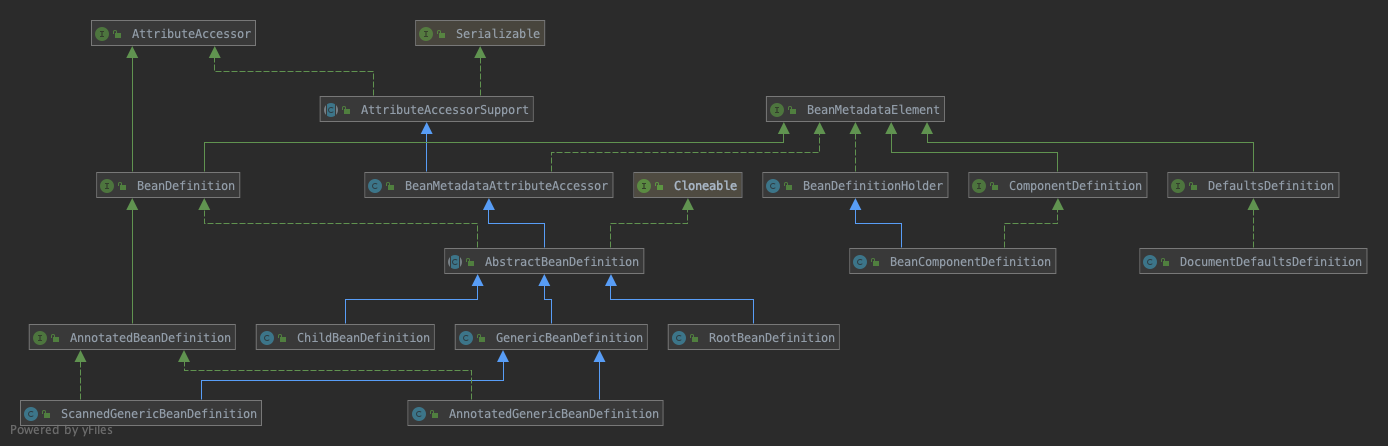 AttributeAccessor
Serializable
AttributeAccessorSupport
BeanMetadataElement
BeanDefinition
BeanMetadataAttributeAccessor
Cloneable
BeanDefinitionHolder
ComponentDefinition
DefaultsDefinition
AbstractBeanDefinition
BeanComponentDefinition
DocumentDefaultsDefinition
AnnotatedBeanDefinition
ChildBeanDefinition
GenericBeanDefinition
RootBeanDefinition
ScannedGenericBeanDefinition
AnnotatedGenericBeanDefinition
Powered by yFiles